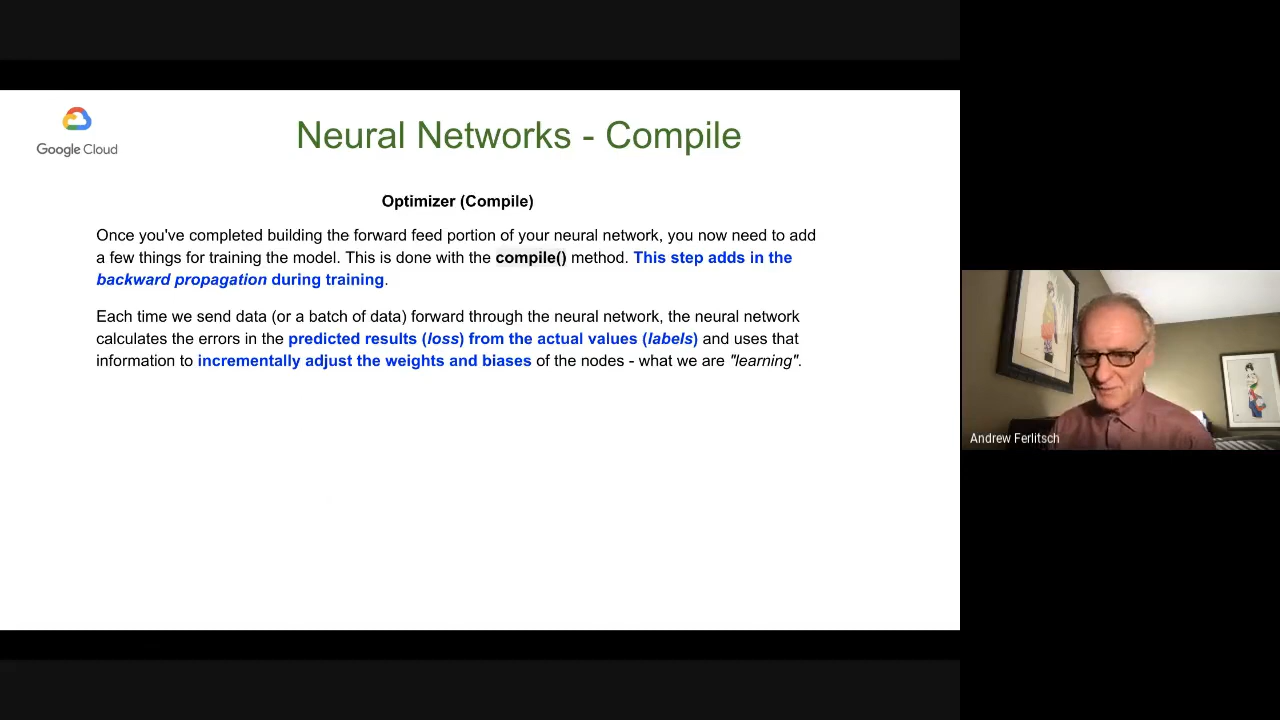 Neural Networks - Compile
Google Cloud
Optimizer (Compile)
Once you've completed building the forward feed portion of your neural network, you now need to add
a few things for training the model. This is done with the compile() method. This step adds in the
backward propagation during training.
Each time we send data (or a batch of data) forward through the neural network, the neural network
calculates the errors in the predicted results (loss) from the actual values (labels) and uses that
information to incrementally adjust the weights and biases of the nodes - what we are "learning".
Andrew Ferlitsch